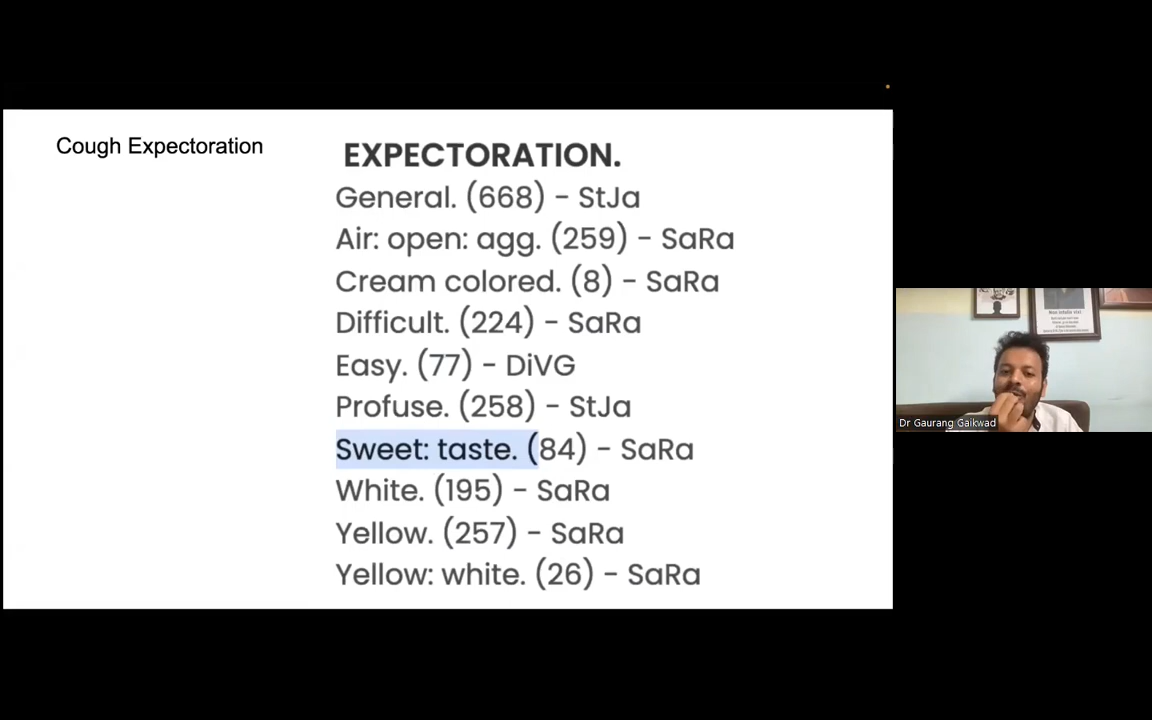 Cough Expectoration
EXPECTORATION.
General. (668) - StJa
Air: open: agg. (259) - SaRa
Cream colored. (8) - SaRa
Difficult. (224) - SaRa
Easy. (77) - DiVG
Profuse. (258) - StJa
Sweet: taste. (84) - SaRa
White. (195) - SaRa
Yellow. (257) - SaRa
Yellow: white. (26) - SaRa
Dr Gaurang Gaikwad